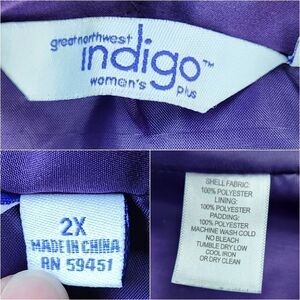 great northwest
indigo™
women's plus
2X
MADE IN CHINA
RN 59451
SHELL FABRIC:
100% POLYESTER
LINING:
100% POLYESTER
PADDING:
100% POLYESTER
MACHINE WASH COLD
NO BLEACH
TUMBLE DRY LOW
COOL IRON
OR DRY CLEAN